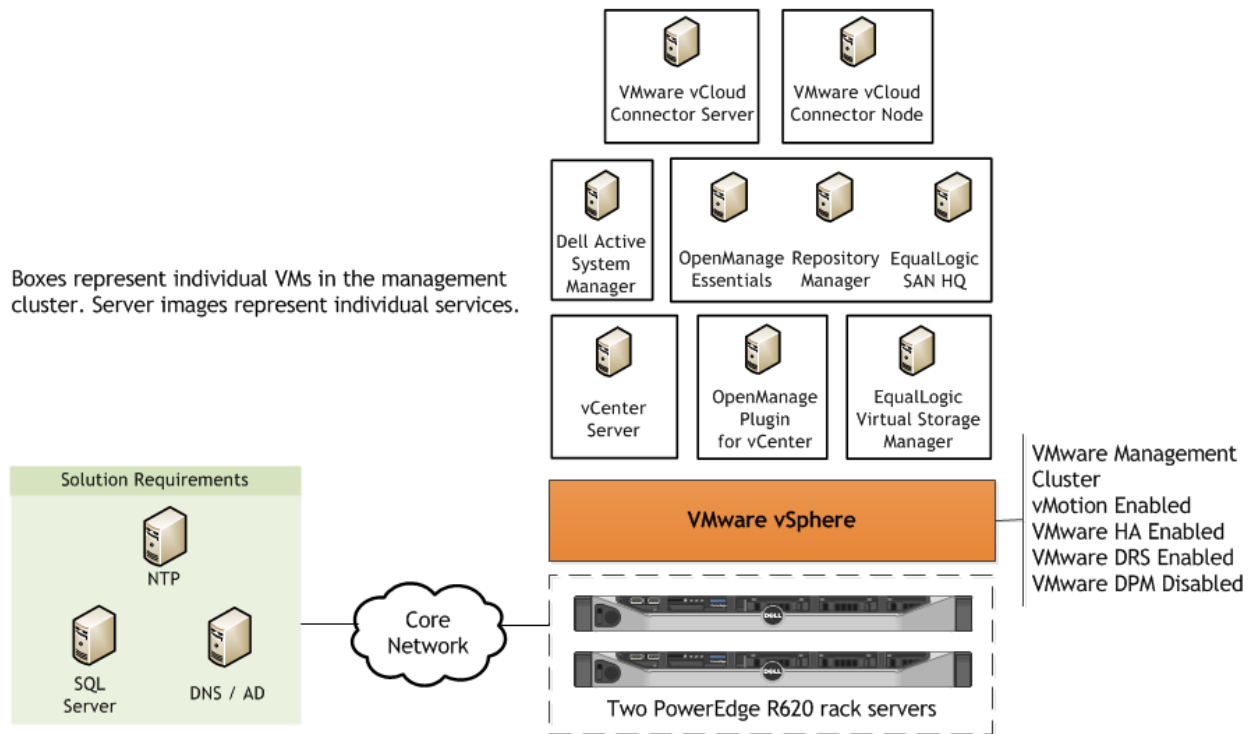 VMware vCloud
Connector Server
VMware vCloud
Connector Node
Dell Active
System
Manager
OpenManage
Essentials
Repository
Manager
EqualLogic
SAN HQ
Boxes represent individual VMs in the management
cluster. Server images represent individual services.
vCenter
Server
OpenManage
Plugin
for vCenter
EqualLogic
Virtual Storage
Manager
VMware Management
Cluster
vMotion Enabled
VMware HA Enabled
VMware DRS Enabled
VMware DPM Disabled
VMware vSphere
Solution Requirements
NTP
SQL
Server
DNS / AD
Core
Network
DELL
DELL
Two PowerEdge R620 rack servers